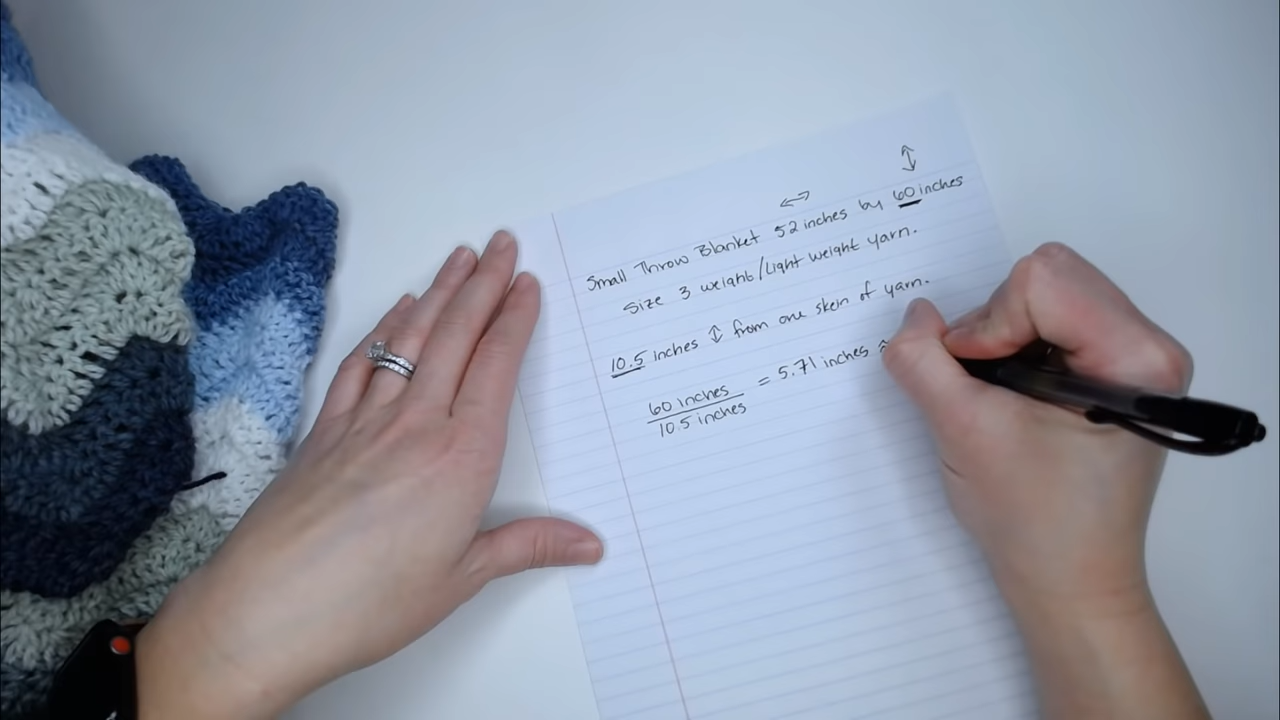 ↕
↔
Small Throw Blanket 52 inches by 60 inches
Size 3 weight/Light weight yarn.
10.5 inches ↕ from one skein of yarn.
60 inches
= 5.71 inches ≈
10.5 inches